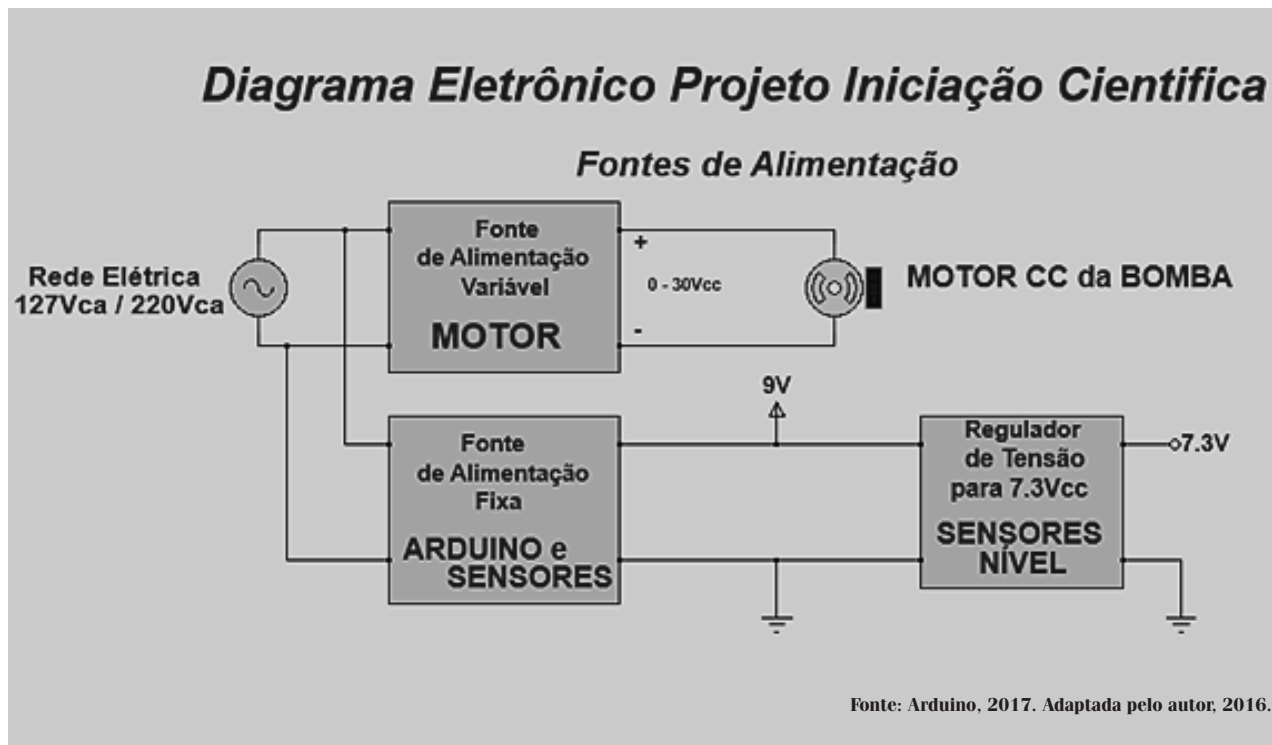 Diagrama Eletrônico Projeto Iniciação Cientifica
Fontes de Alimentação
Rede Elétrica
127Vca / 220Vca
Fonte
de Alimentação
Variável
MOTOR
+
0 - 30Vcc
-
MOTOR CC da BOMBA
Fonte
de Alimentação
Fixa
ARDUINO e
SENSORES
9V
Regulador
de Tensão
para 7.3Vcc
SENSORES
NÍVEL
7.3V
Fonte: Arduino, 2017. Adaptada pelo autor, 2016.